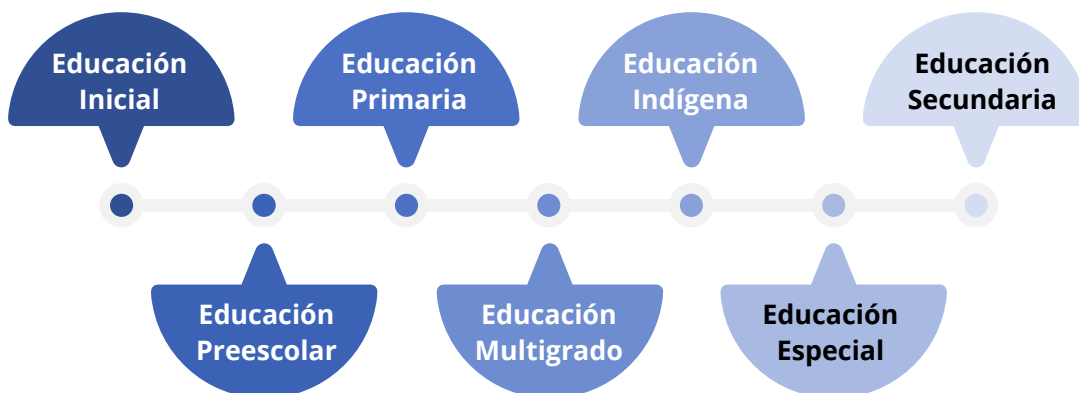 Educación
Inicial
Educación
Preescolar
Educación
Primaria
Educación
Multigrado
Educación
Indígena
Educación
Especial
Educación
Secundaria